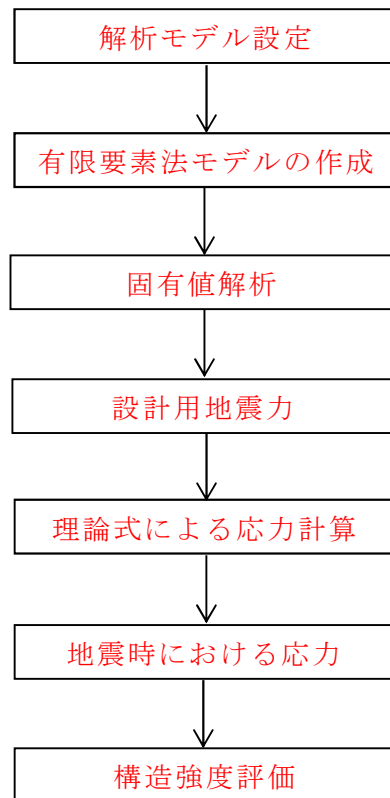 解析モデル設定
有限要素法モデルの作成
固有値解析
設計用地震力
理論式による応力計算
地震時における応力
構造強度評価